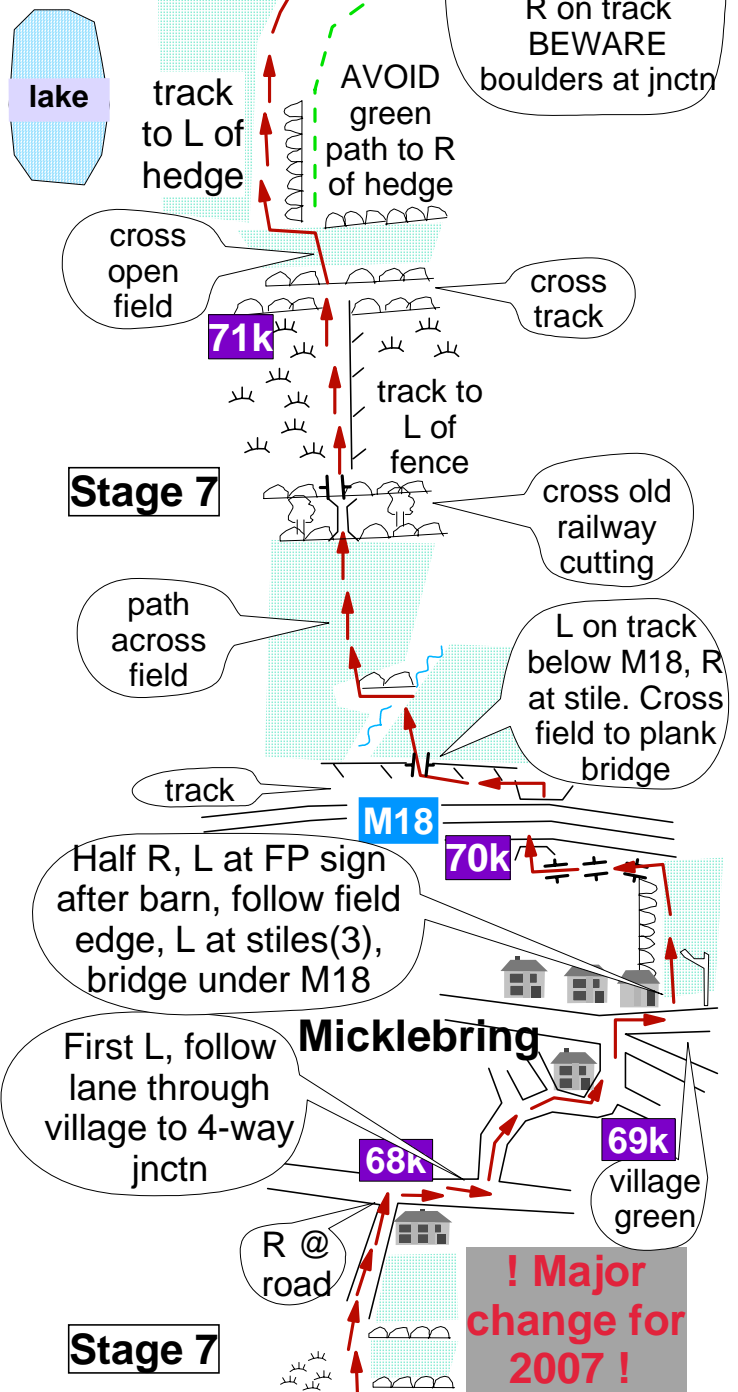 R on track
BEWARE
boulders at jnctn
lake
track
to L of
hedge
AVOID
green
path to R
of hedge
cross
open
field
cross
track
71k
track to
L of
fence
Stage 7
cross old
railway
cutting
path
across
field
L on track
below M18, R
at stile. Cross
field to plank
bridge
track
M18
70k
Half R, L at FP sign
after barn, follow field
edge, L at stiles(3),
bridge under M18
Micklebring
First L, follow
lane through
village to 4-way
jnctn
68k
69k
village
green
R @
road
! Major
change for
2007 !
Stage 7